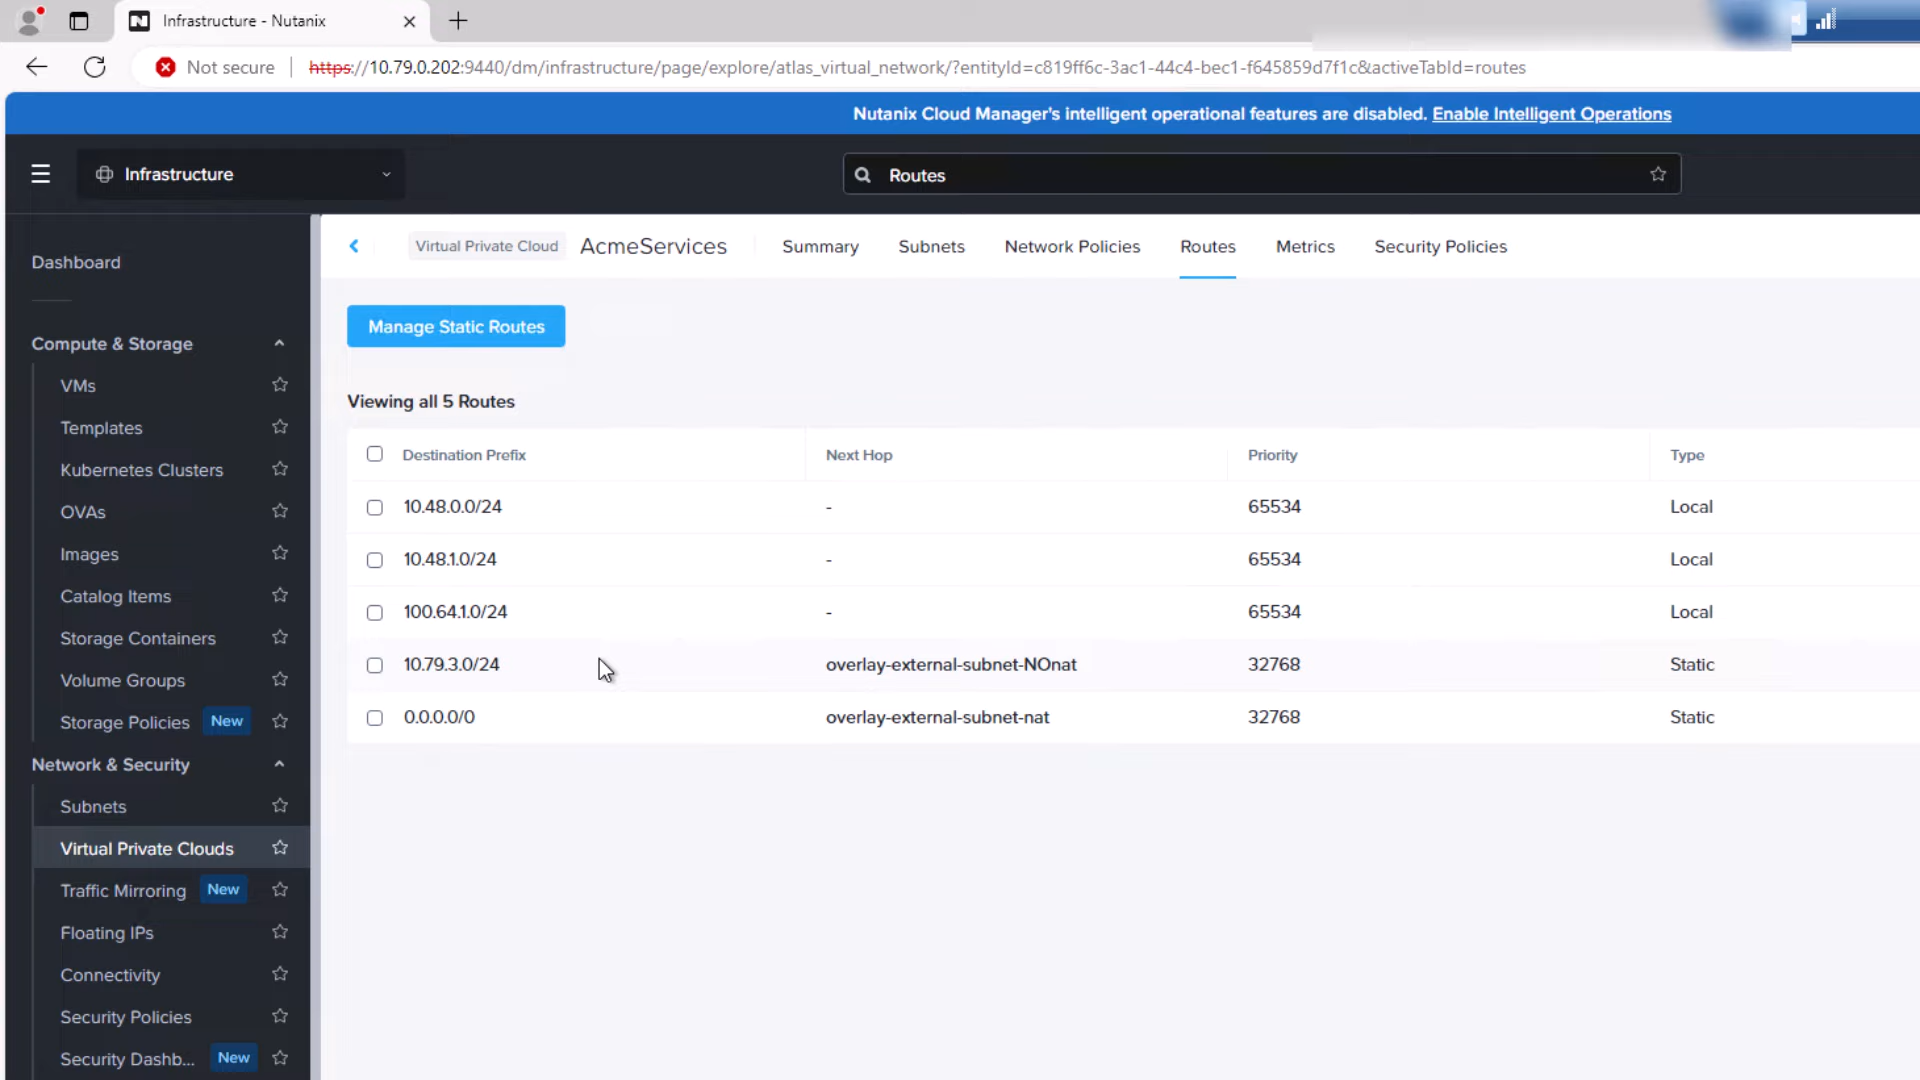 Infrastructure - Nutanix
Not secure https://10.79.0.202:9440/dm/infrastructure/page/explore/atlas_virtual_network/?entityId=c819ff6c-3ac1-44c4-bec1-f645859d7f1c&activeTabId=routes
Nutanix Cloud Manager's intelligent operational features are disabled. Enable Intelligent Operations
Infrastructure
Routes
Dashboard
Compute & Storage
VMs
Templates
Kubernetes Clusters
OVAs
Images
Catalog Items
Storage Containers
Volume Groups
Storage Policies New
Network & Security
Subnets
Virtual Private Clouds
Traffic Mirroring New
Floating IPs
Connectivity
Security Policies
Security Dashb... New
Virtual Private Cloud AcmeServices Summary Subnets Network Policies Routes Metrics Security Policies
Manage Static Routes
Viewing all 5 Routes
Destination Prefix Next Hop Priority Type
10.48.0.0/24 - 65534 Local
10.48.1.0/24 - 65534 Local
100.64.1.0/24 - 65534 Local
10.79.3.0/24 overlay-external-subnet-NOnat 32768 Static
0.0.0.0/0 overlay-external-subnet-nat 32768 Static